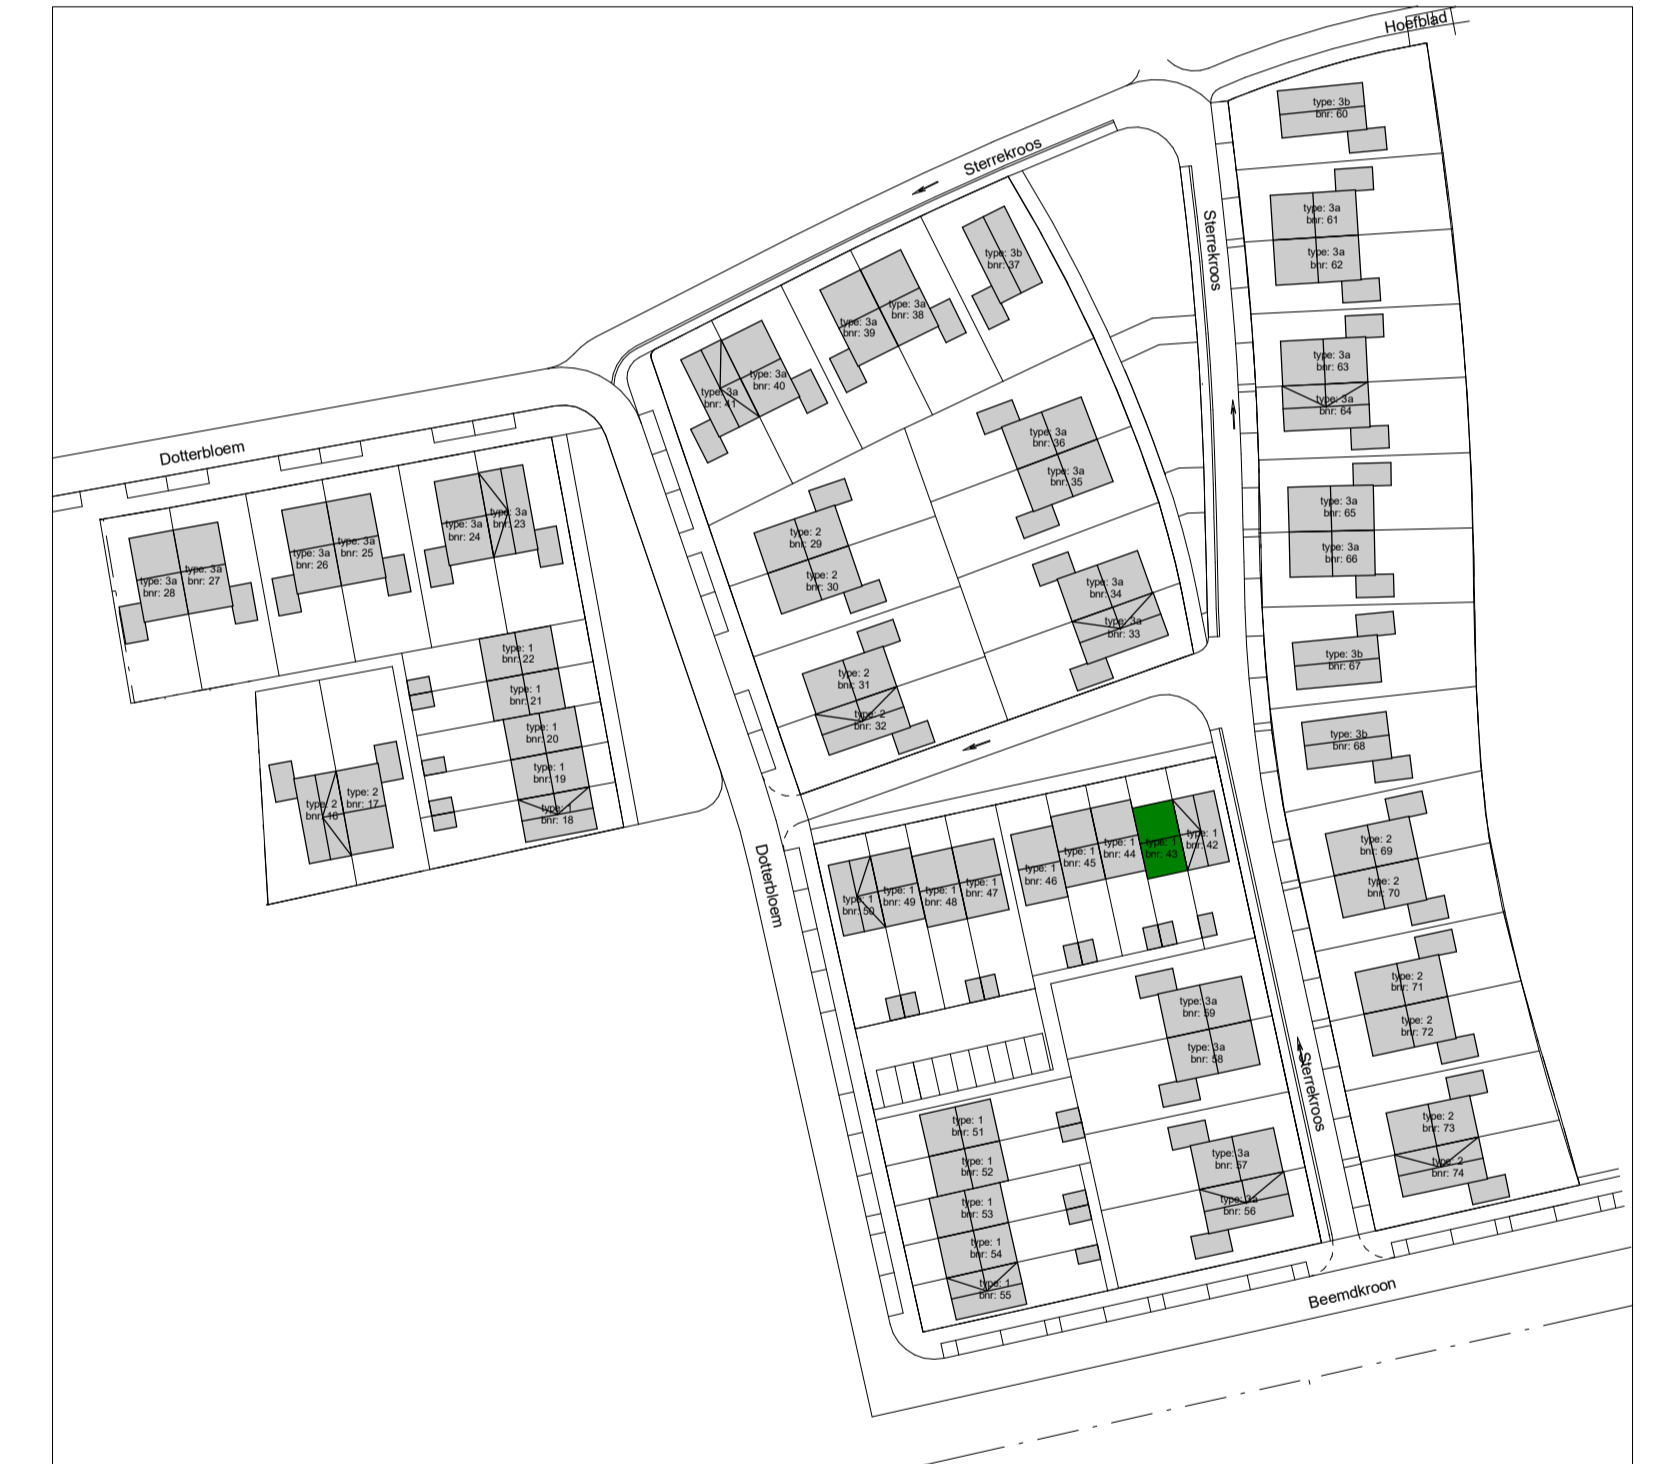 Hoefblad
type: 3b
bnr: 60
Sterrekroos
type: 3a
bnr: 61
type: 3a
bnr: 62
Sterrekroos
type: 3b
bnr: 37
type: 3a
bnr: 38
type: 3a
bnr: 39
type: 3a
bnr: 40
type: 3a
bnr: 41
type: 3a
bnr: 63
type: 3a
bnr: 64
Dotterbloem
type: 3a
bnr: 36
type: 3a
bnr: 35
type: 3a
bnr: 65
type: 3a
bnr: 66
type: 3a
bnr: 23
type: 3a
bnr: 24
type: 3a
bnr: 25
type: 3a
bnr: 26
type: 3a
bnr: 27
type: 3a
bnr: 28
type: 2
bnr: 29
type: 2
bnr: 30
type: 3a
bnr: 34
type: 3a
bnr: 33
type: 1
bnr: 22
type: 1
bnr: 21
type: 1
bnr: 20
type: 1
bnr: 19
type: 1
bnr: 18
type: 2
bnr: 17
type: 2
bnr: 16
type: 2
bnr: 31
type: 2
bnr: 32
type: 3b
bnr: 67
type: 3b
bnr: 68
type: 1
bnr: 42
type: 1
bnr: 43
type: 1
bnr: 44
type: 1
bnr: 45
type: 1
bnr: 46
type: 1
bnr: 47
type: 1
bnr: 48
type: 1
bnr: 49
type: 1
bnr: 50
Dotterbloem
type: 2
bnr: 69
type: 2
bnr: 70
type: 2
bnr: 71
type: 2
bnr: 72
type: 3a
bnr: 59
type: 3a
bnr: 58
Sterrekroos
type: 1
bnr: 51
type: 1
bnr: 52
type: 1
bnr: 53
type: 1
bnr: 54
type: 1
bnr: 55
type: 3a
bnr: 57
type: 3a
bnr: 56
type: 2
bnr: 73
type: 2
bnr: 74
Beemdkroon